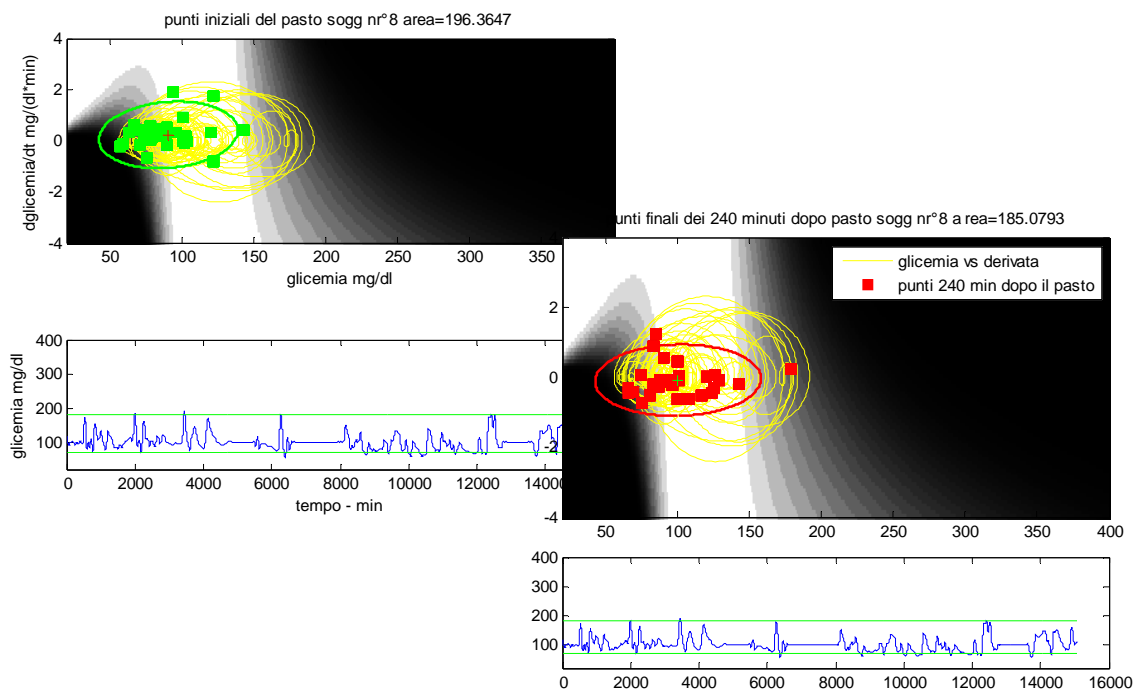 punti iniziali del pasto sogg nr°8 area=196.3647
4
2
0
-2
-4
dglicemia/dt mg/(dl*min)
50 100 150 200 250 300 350
glicemia mg/dl
unti finali dei 240 minuti dopo pasto sogg nr°8 a rea=185.0793
glicemia vs derivata
punti 240 min dopo il pasto
2
0
-2
-4
50 100 150 200 250 300 350 400
400
300
200
100
glicemia mg/dl
0 2000 4000 6000 8000 10000 12000 14000
tempo - min
400
300
200
100
0 2000 4000 6000 8000 10000 12000 14000 16000